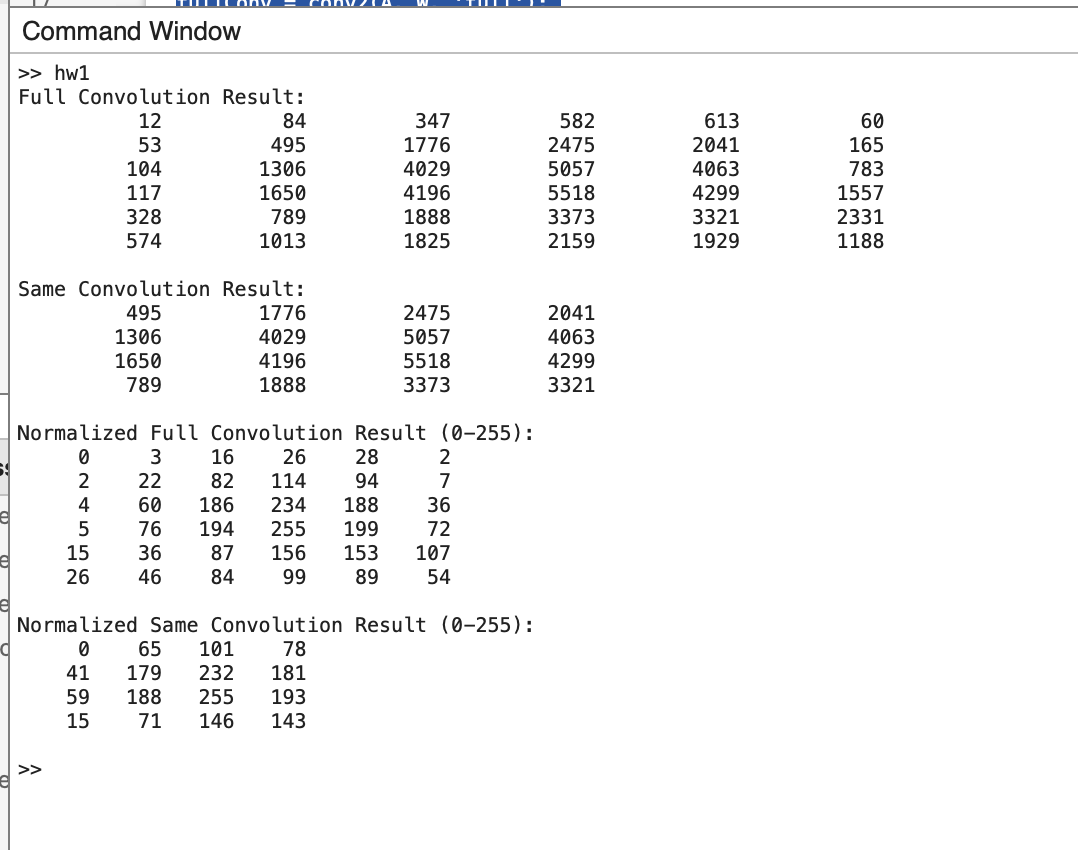 fullConv = conv2(A, w, 'full');
Command Window
>> hw1
Full Convolution Result:
12 84 347 582 613 60
53 495 1776 2475 2041 165
104 1306 4029 5057 4063 783
117 1650 4196 5518 4299 1557
328 789 1888 3373 3321 2331
574 1013 1825 2159 1929 1188
Same Convolution Result:
495 1776 2475 2041
1306 4029 5057 4063
1650 4196 5518 4299
789 1888 3373 3321
Normalized Full Convolution Result (0-255):
0 3 16 26 28 2
2 22 82 114 94 7
4 60 186 234 188 36
5 76 194 255 199 72
15 36 87 156 153 107
26 46 84 99 89 54
Normalized Same Convolution Result (0-255):
0 65 101 78
41 179 232 181
59 188 255 193
15 71 146 143
>>